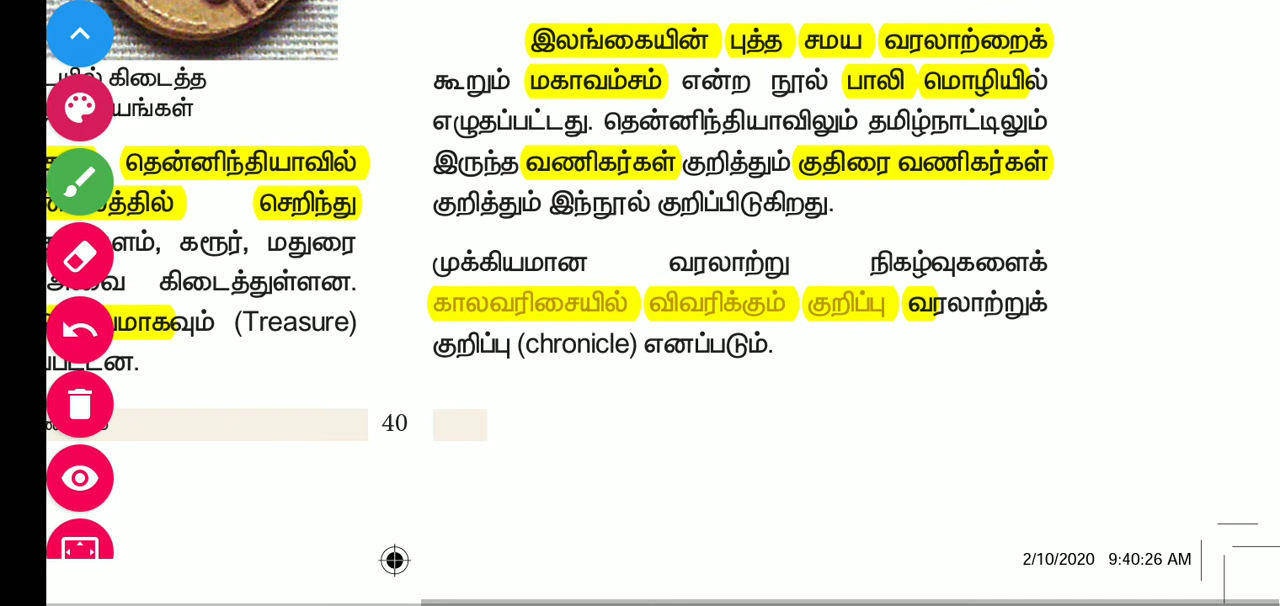 கிடைத்த
யங்கள்
தென்னிந்தியாவில்
த்தில் செறிந்து
ளம், கரூர், மதுரை
கிடைத்துள்ளன.
மாகவும் (Treasure)
40
இலங்கையின் புத்த சமய வரலாற்றைக்
கூறும் மகாவம்சம் என்ற நூல் பாலி மொழியில்
எழுதப்பட்டது. தென்னிந்தியாவிலும் தமிழ்நாட்டிலும்
இருந்த வணிகர்கள் குறித்தும் குதிரை வணிகர்கள்
குறித்தும் இந்நூல் குறிப்பிடுகிறது.
முக்கியமான வரலாற்று நிகழ்வுகளைக்
காலவரிசையில் விவரிக்கும் குறிப்பு வரலாற்றுக்
குறிப்பு (chronicle) எனப்படும்.
2/10/2020 9:40:26 AM